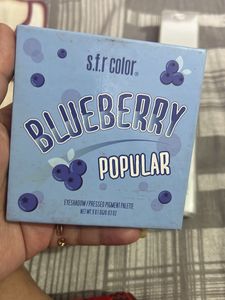 s.f.r color®
BLUEBERRY
POPULAR
EYESHADOW/PRESSED PIGMENT PALETTE